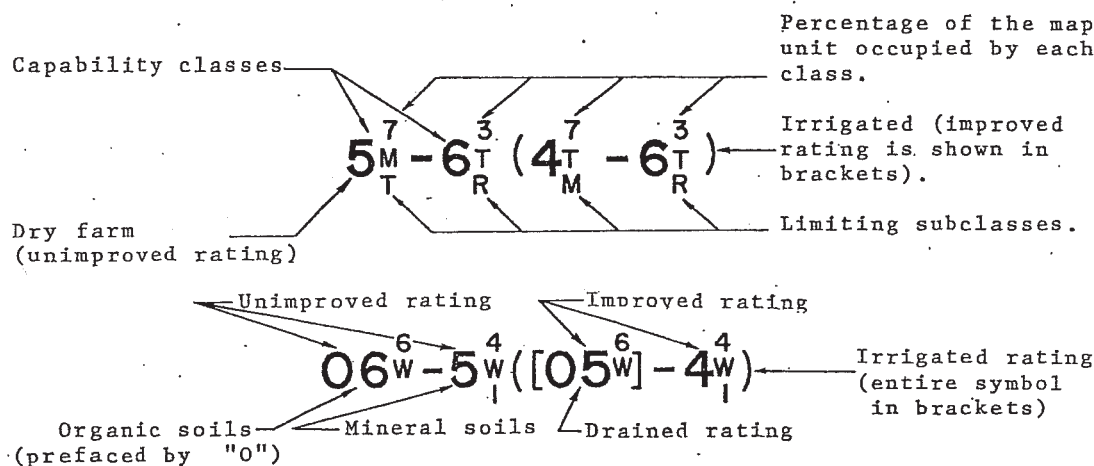 Percentage of the map
unit occupied by each
class.
Capability classes
5 7 M T – 6 3 T R ( 4 7 T M – 6 3 T R )
Irrigated (improved
rating is shown in
brackets).
Limiting subclasses.
Dry farm
(unimproved rating)
Unimproved rating
Improved rating
O6 6 W – 5 4 W I ( [O5 6 W] – 4 4 W I )
Irrigated rating
(entire symbol
in brackets)
Organic soils
(prefaced by "O")
Mineral soils
Drained rating